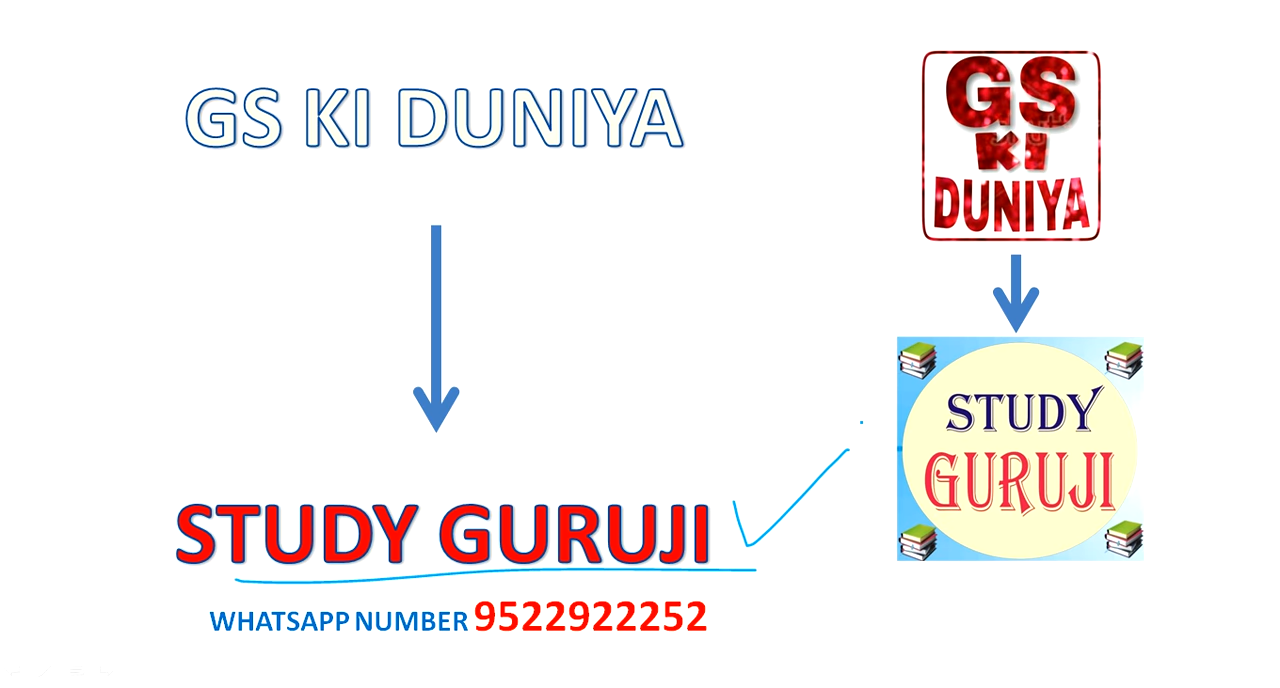 GS KI DUNIYA
GS
KI
DUNIYA
STUDY
GURUJI
STUDY GURUJI
WHATSAPP NUMBER 9522922252